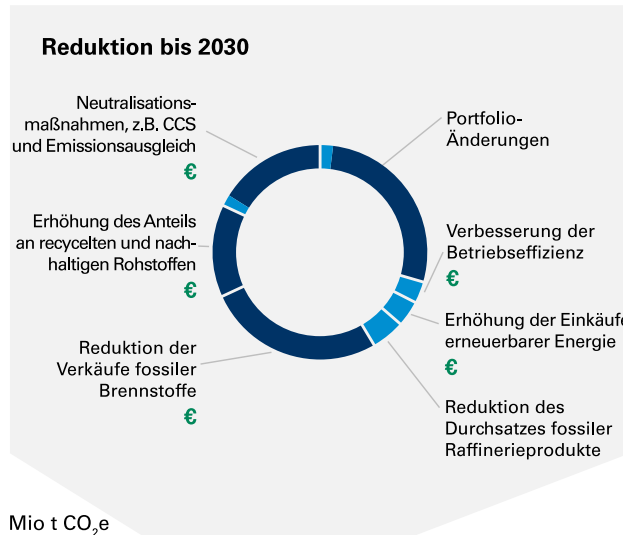 Reduktion bis 2030
Neutralisations-
maßnahmen, z.B. CCS
und Emissionsausgleich
€
Erhöhung des Anteils
an recycelten und nach-
haltigen Rohstoffen
€
Reduktion der
Verkäufe fossiler
Brennstoffe
€
Portfolio-
Änderungen
Verbesserung der
Betriebseffizienz
€
Erhöhung der Einkäufe
erneuerbarer Energie
€
Reduktion des
Durchsatzes fossiler
Raffinerieprodukte
Mio t CO₂e